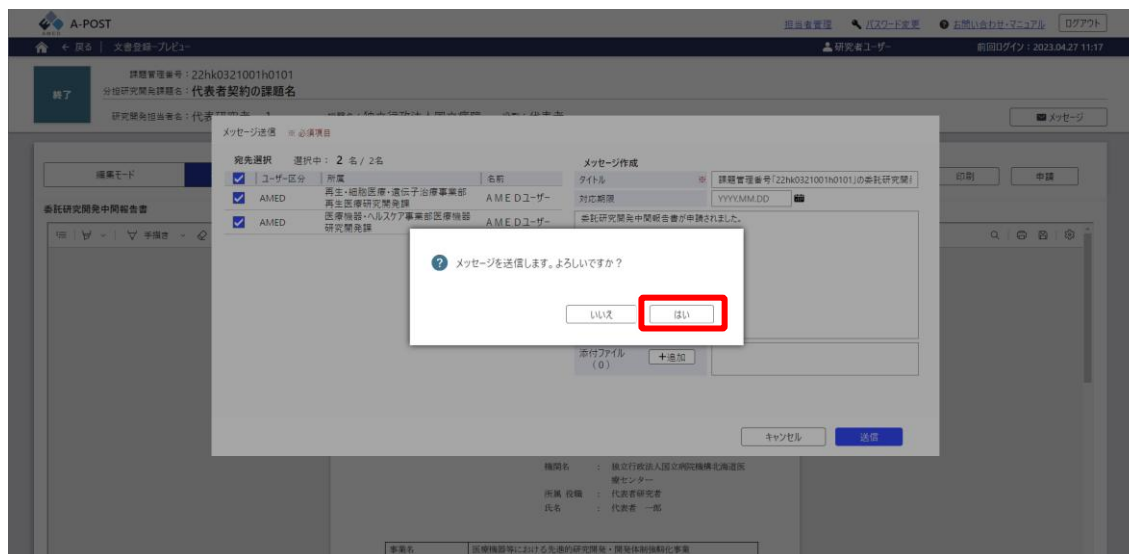 A-POST
担当者管理 パスワード変更 お問い合わせ・マニュアル ログアウト
← 戻る | 文書登録-プレビュー 研究者ユーザー 前回ログイン : 2023.04.27 11:17
終了
課題管理番号 : 22hk0321001h0101
分担研究開発課題名 : 代表者契約の課題名
研究開発担当者名 : 代表
メッセージ
編集モード
印刷 申請
委託研究開発中間報告書
手描き
メッセージ送信 ※ 必須項目
宛先選択 選択中 : 2 名 / 2名
ユーザー区分 所属 名前
AMED 再生・細胞医療・遺伝子治療事業部
再生医療研究開発課 AMEDユーザー
AMED 医療機器・ヘルスケア事業部医療機器
研究開発課 AMEDユーザー
メッセージ作成
タイトル ※ 課題管理番号「22hk0321001h0101」の委託研究開
対応期限 YYYY.MM.DD
委託研究開発中間報告書が申請されました。
メッセージを送信します。よろしいですか？
いいえ はい
添付ファイル
(0) +追加
キャンセル 送信
機関名 : 独立行政法人国立病院機構北海道医
療センター
所属 役職 : 代表者研究者
氏名 : 代表者 一郎
事業名 医療機器等における先進的研究開発・開発体制強靭化事業